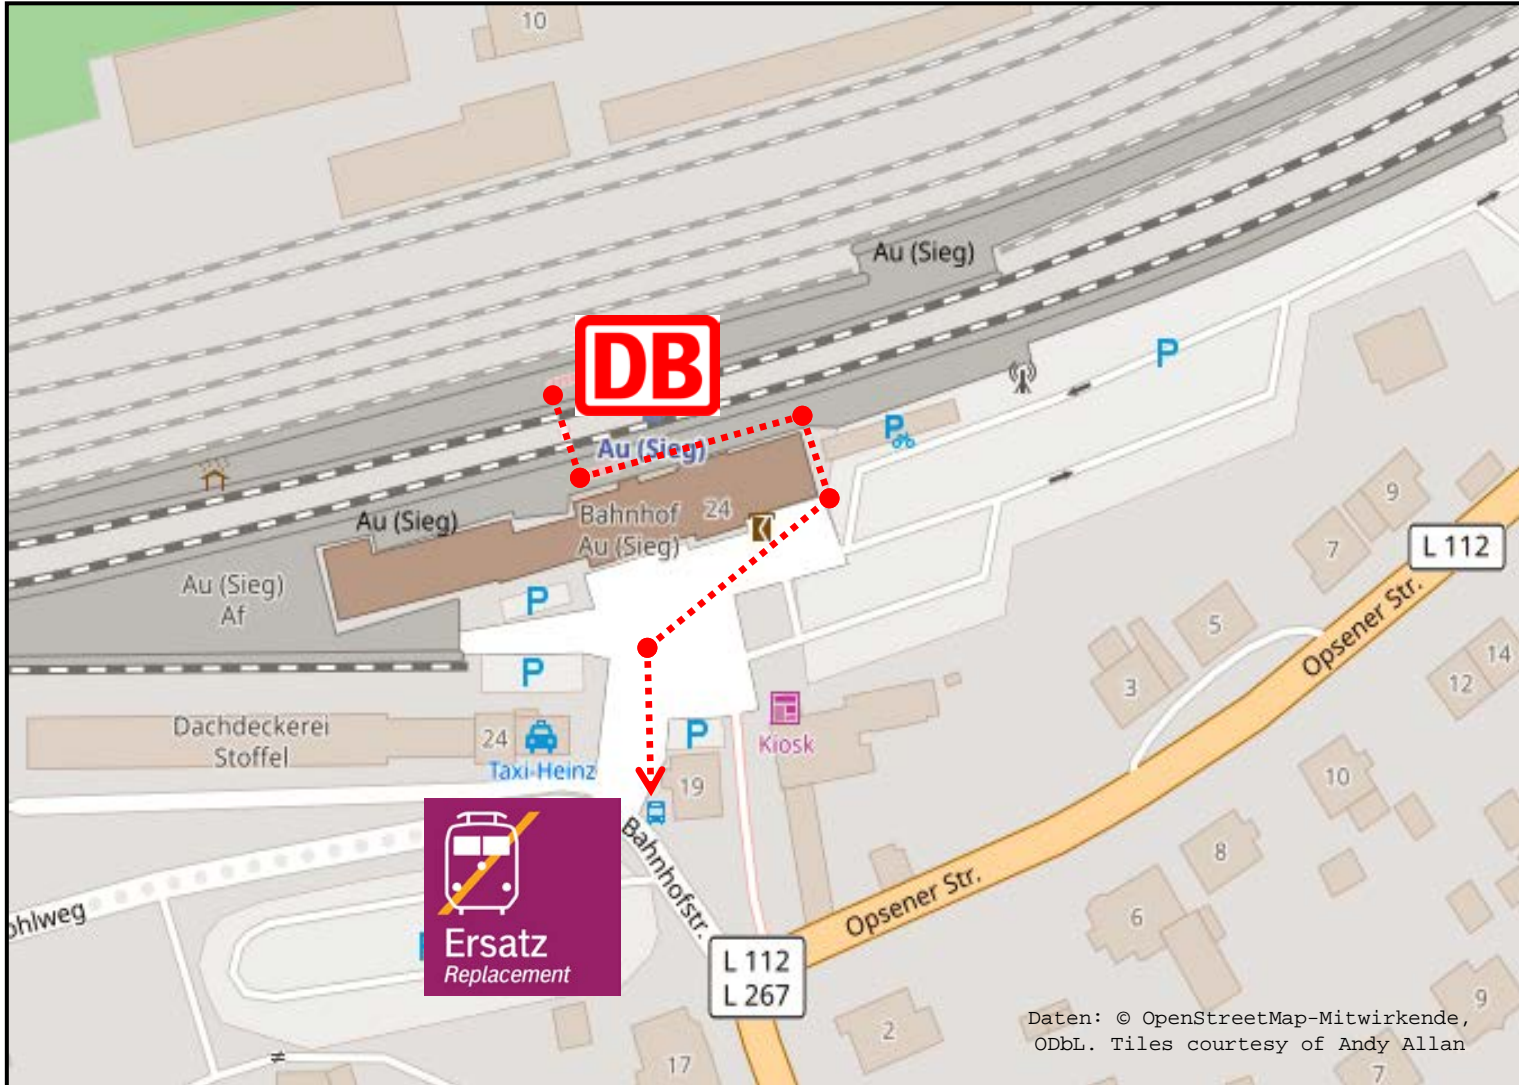 10
Au (Sieg)
DB
P
P
Au (Sieg)
Au (Sieg)
Bahnhof
Au (Sieg)
24
9
7
L 112
Au (Sieg)
Af
P
P
5
Opsener Str.
3
14
12
Dachdeckerei
Stoffel
24
Taxi-Heinz
P
Kiosk
19
10
Bahnhofstr.
8
ohlweg
Opsener Str.
6
Ersatz
Replacement
L 112
L 267
9
2
17
7
Daten: © OpenStreetMap-Mitwirkende,
ODbL. Tiles courtesy of Andy Allan